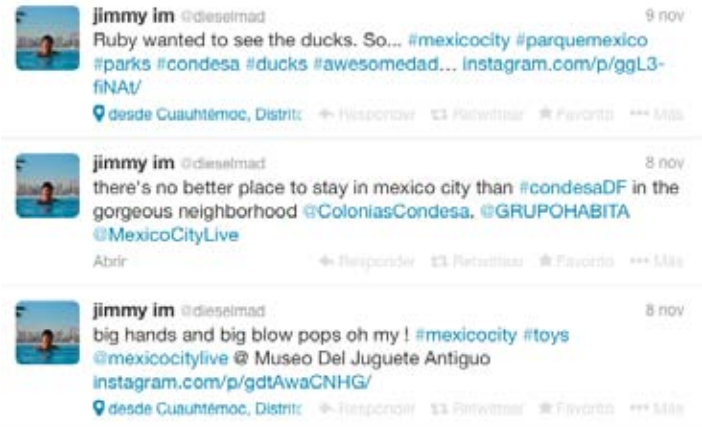 jimmy im @dieselmad 9 nov
Ruby wanted to see the ducks. So... #mexicocity #parquemexico
#parks #condesa #ducks #awesomedad... instagram.com/p/ggL3-
fiNAt/
desde Cuauhtémoc, Distrito Responder Retwittear Favorito Más
jimmy im @dieselmad 8 nov
there's no better place to stay in mexico city than #condesaDF in the
gorgeous neighborhood @ColoniasCondesa. @GRUPOHABITA
@MexicoCityLive
Abrir Responder Retwittear Favorito Más
jimmy im @dieselmad 8 nov
big hands and big blow pops oh my ! #mexicocity #toys
@mexicocitylive @ Museo Del Juguete Antiguo
instagram.com/p/gdtAwaCNHG/
desde Cuauhtémoc, Distrito Responder Retwittear Favorito Más